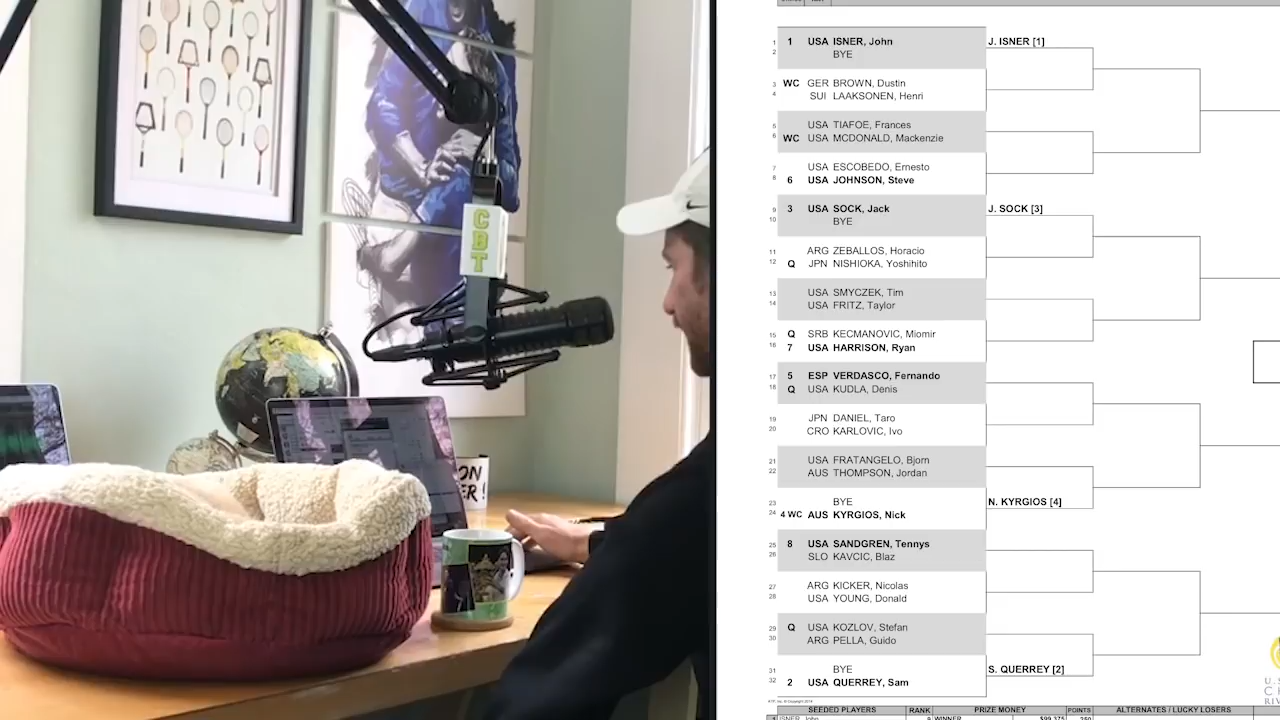 CBT
ON
ER!
1 1 USA ISNER, John
2 BYE
J. ISNER [1]
3 WC GER BROWN, Dustin
4 SUI LAAKSONEN, Henri
5 USA TIAFOE, Frances
6 WC USA MCDONALD, Mackenzie
7 USA ESCOBEDO, Ernesto
8 6 USA JOHNSON, Steve
9 3 USA SOCK, Jack
10 BYE
J. SOCK [3]
11 ARG ZEBALLOS, Horacio
12 Q JPN NISHIOKA, Yoshihito
13 USA SMYCZEK, Tim
14 USA FRITZ, Taylor
15 Q SRB KECMANOVIC, Miomir
16 7 USA HARRISON, Ryan
17 5 ESP VERDASCO, Fernando
18 Q USA KUDLA, Denis
19 JPN DANIEL, Taro
20 CRO KARLOVIC, Ivo
21 USA FRATANGELO, Bjorn
22 AUS THOMPSON, Jordan
23 BYE
N. KYRGIOS [4]
24 4 WC AUS KYRGIOS, Nick
25 8 USA SANDGREN, Tennys
26 SLO KAVCIC, Blaz
27 ARG KICKER, Nicolas
28 USA YOUNG, Donald
29 Q USA KOZLOV, Stefan
30 ARG PELLA, Guido
31 BYE
S. QUERREY [2]
32 2 USA QUERREY, Sam
SEEDED PLAYERS RANK PRIZE MONEY POINTS ALTERNATES / LUCKY LOSERS